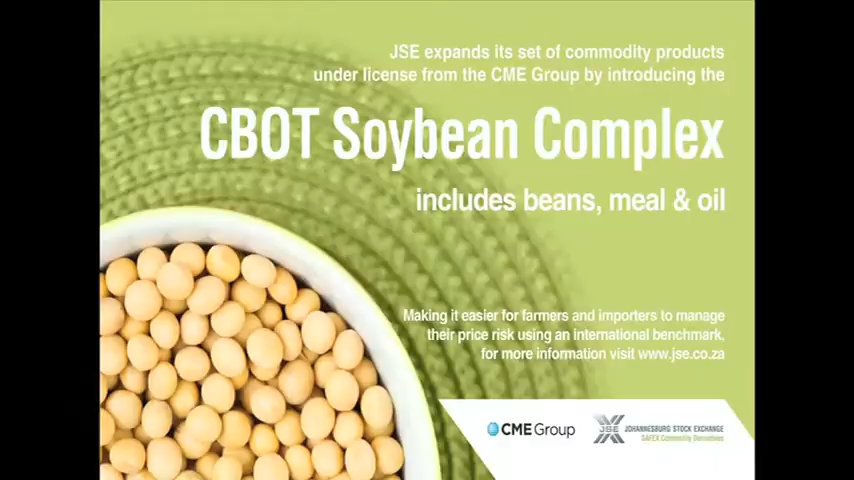 JSE expands its set of commodity products
under license from the CME Group by introducing the
CBOT Soybean Complex
includes beans, meal & oil
Making it easier for farmers and importers to manage
their price risk using an international benchmark.
for more information visit www.jse.co.za
CME Group
JSE JOHANNESBURG STOCK EXCHANGE
SAFEX Commodity Derivatives